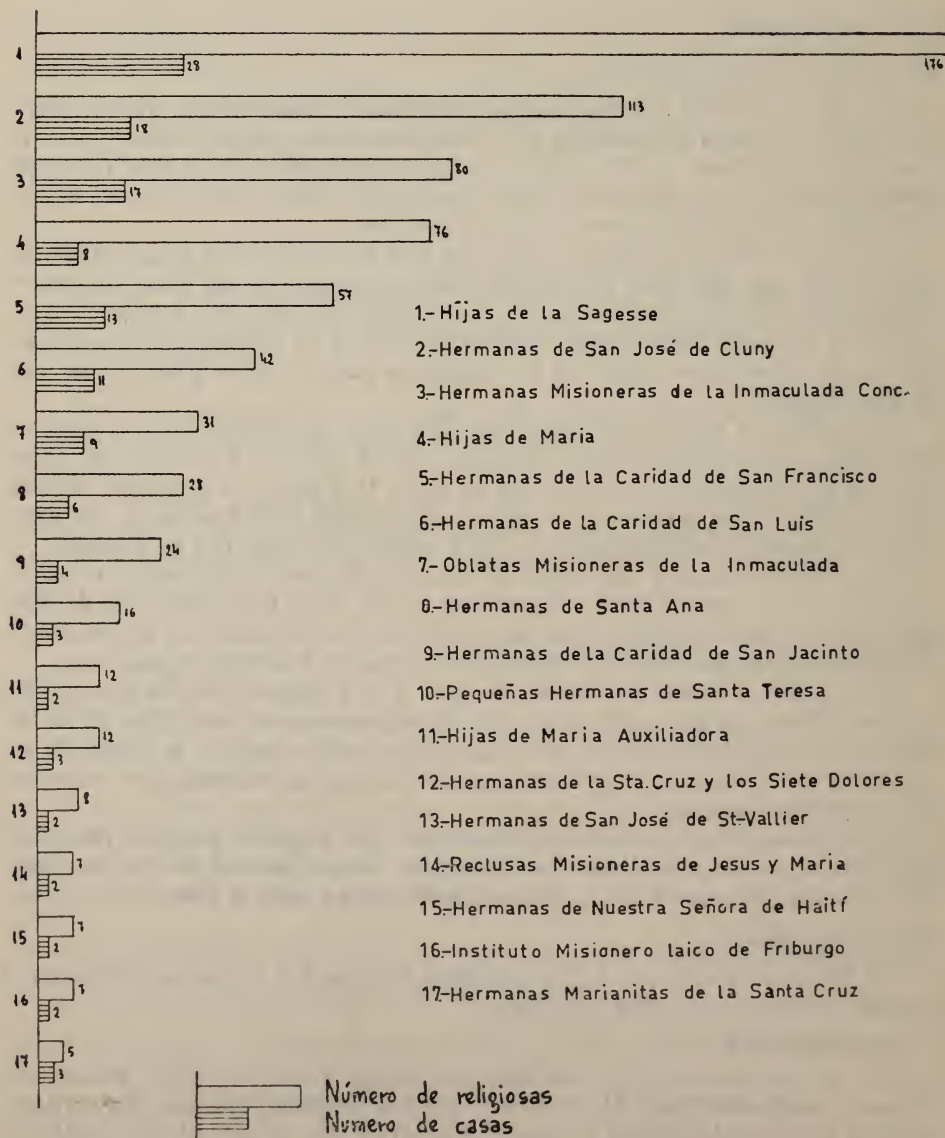 1
28
176
2
113
18
3
80
17
4
76
8
5
57
13
6
42
11
7
31
9
8
28
6
9
24
4
10
16
3
11
12
2
12
12
3
13
8
2
14
7
2
15
7
2
16
7
2
17
5
3
1.-Hijas de la Sagesse
2.-Hermanas de San José de Cluny
3.-Hermanas Misioneras de la Inmaculada Conc.
4.-Hijas de Maria
5.-Hermanas de la Caridad de San Francisco
6.-Hermanas de la Caridad de San Luis
7.-Oblatas Misioneras de la Inmaculada
8.-Hermanas de Santa Ana
9.-Hermanas de la Caridad de San Jacinto
10.-Pequeñas Hermanas de Santa Teresa
11.-Hijas de Maria Auxiliadora
12.-Hermanas de la Sta. Cruz y los Siete Dolores
13.-Hermanas de San José de St-Vallier
14.-Reclusas Misioneras de Jesus y Maria
15.-Hermanas de Nuestra Señora de Haití
16.-Instituto Misionero laico de Friburgo
17.-Hermanas Marianitas de la Santa Cruz
Número de religiosas
Numero de casas